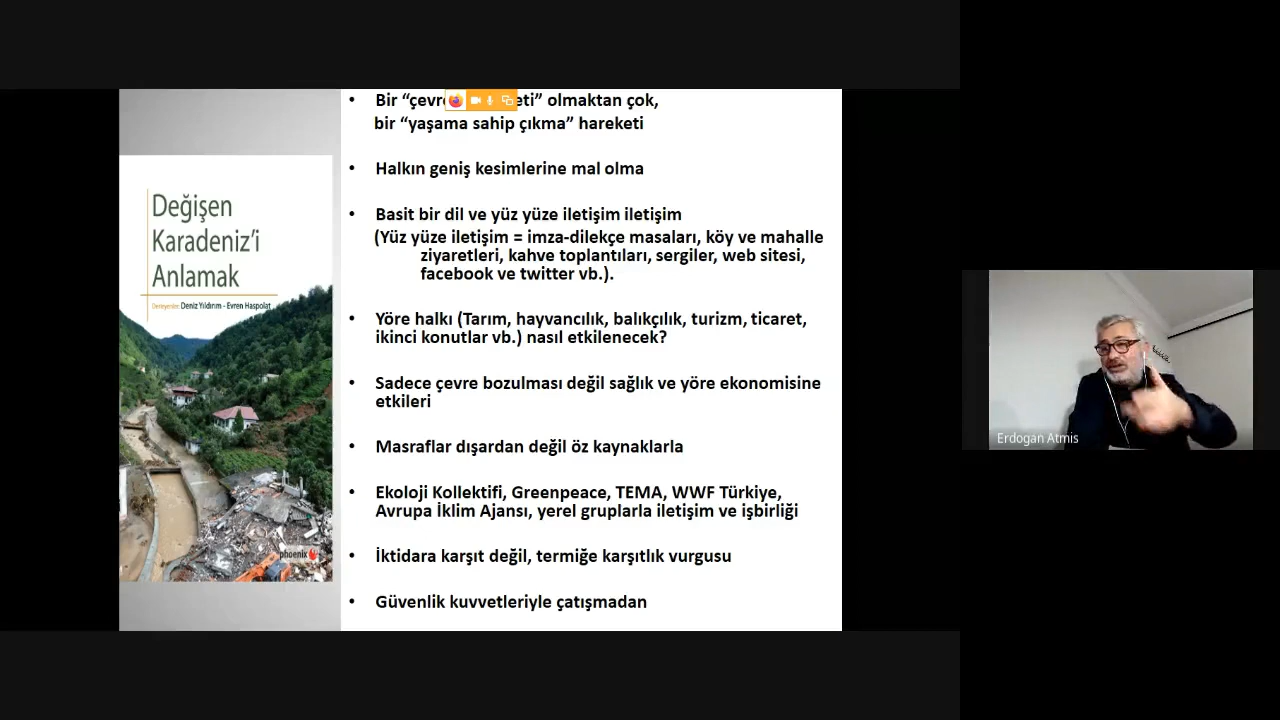 Değişen
Karadeniz'i
Anlamak
Derleyenler: Deniz Yıldırım - Evren Haspolat
phoenix
• Bir “çevr eti” olmaktan çok,
bir “yaşama sahip çıkma” hareketi
• Halkın geniş kesimlerine mal olma
• Basit bir dil ve yüz yüze iletişim iletişim
(Yüz yüze iletişim = imza-dilekçe masaları, köy ve mahalle
ziyaretleri, kahve toplantıları, sergiler, web sitesi,
facebook ve twitter vb.).
• Yöre halkı (Tarım, hayvancılık, balıkçılık, turizm, ticaret,
ikinci konutlar vb.) nasıl etkilenecek?
• Sadece çevre bozulması değil sağlık ve yöre ekonomisine
etkileri
• Masraflar dışardan değil öz kaynaklarla
• Ekoloji Kollektifi, Greenpeace, TEMA, WWF Türkiye,
Avrupa İklim Ajansı, yerel gruplarla iletişim ve işbirliği
• İktidara karşıt değil, termiğe karşıtlık vurgusu
• Güvenlik kuvvetleriyle çatışmadan
Erdogan Atmis